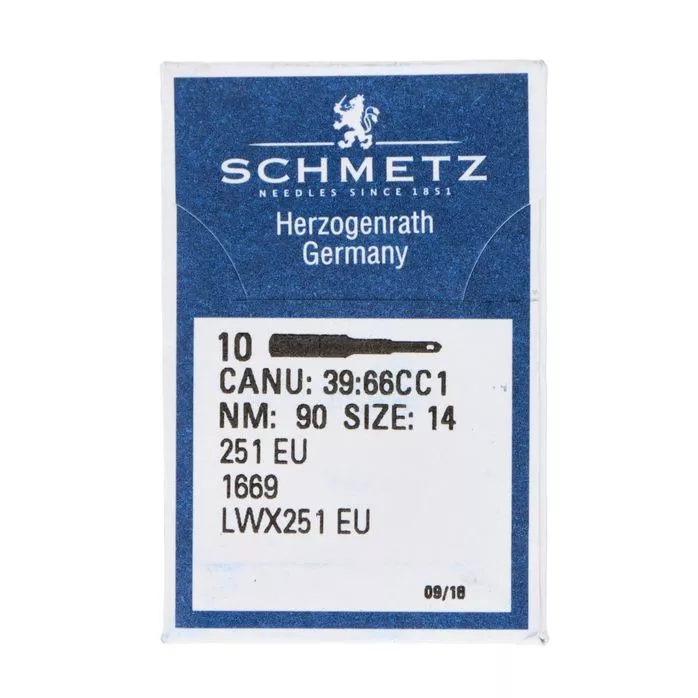 SCHMETZ
NEEDLES SINCE 1851
Herzogenrath
Germany
10
CANU: 39:66CC1
NM: 90 SIZE: 14
251 EU
1669
LWX251 EU
09/18